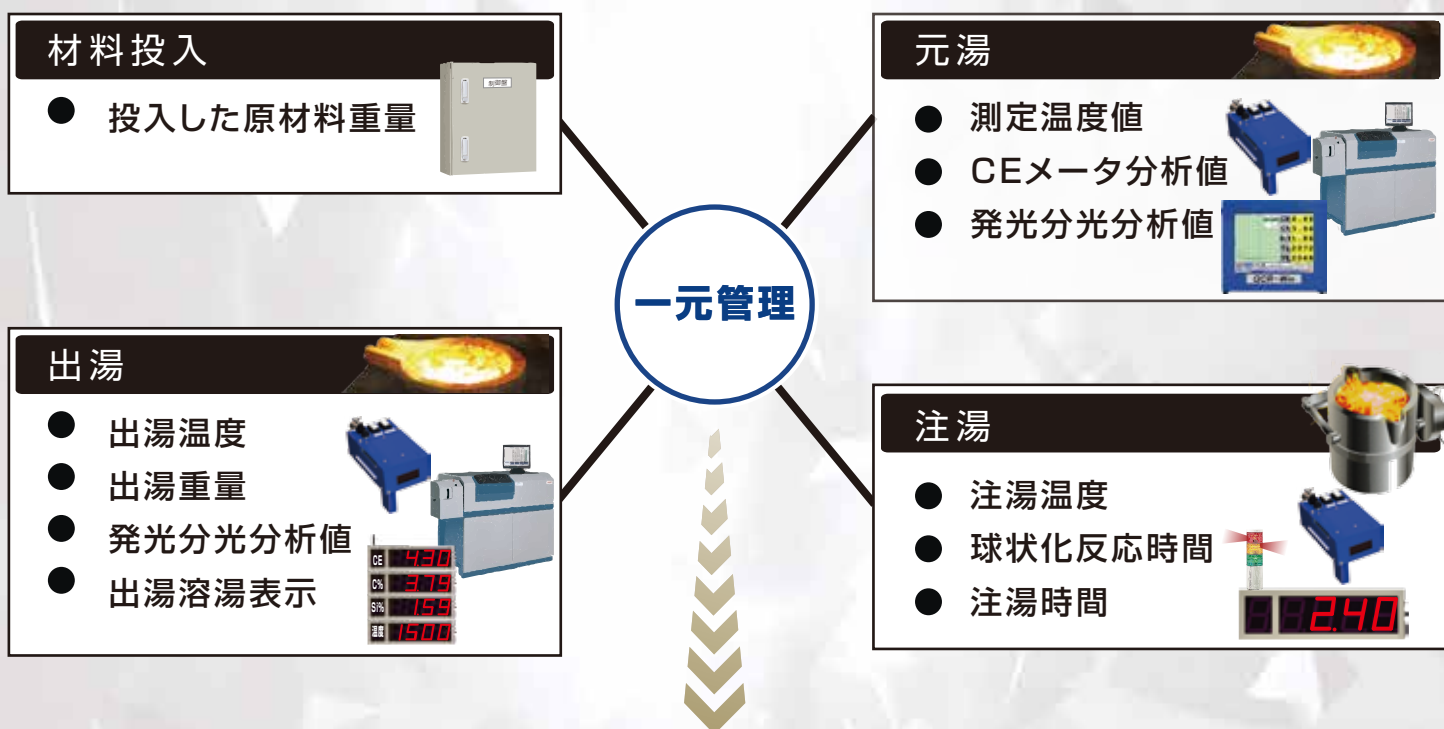 材料投入
制御盤
投入した原材料重量
元湯
測定温度値
CEメータ分析値
発光分光分析値
一元管理
出湯
出湯温度
出湯重量
発光分光分析値
出湯溶湯表示
CE 4.30
C% 3.79
Si% 1.59
温度 1500
注湯
注湯温度
球状化反応時間
注湯時間
2.40